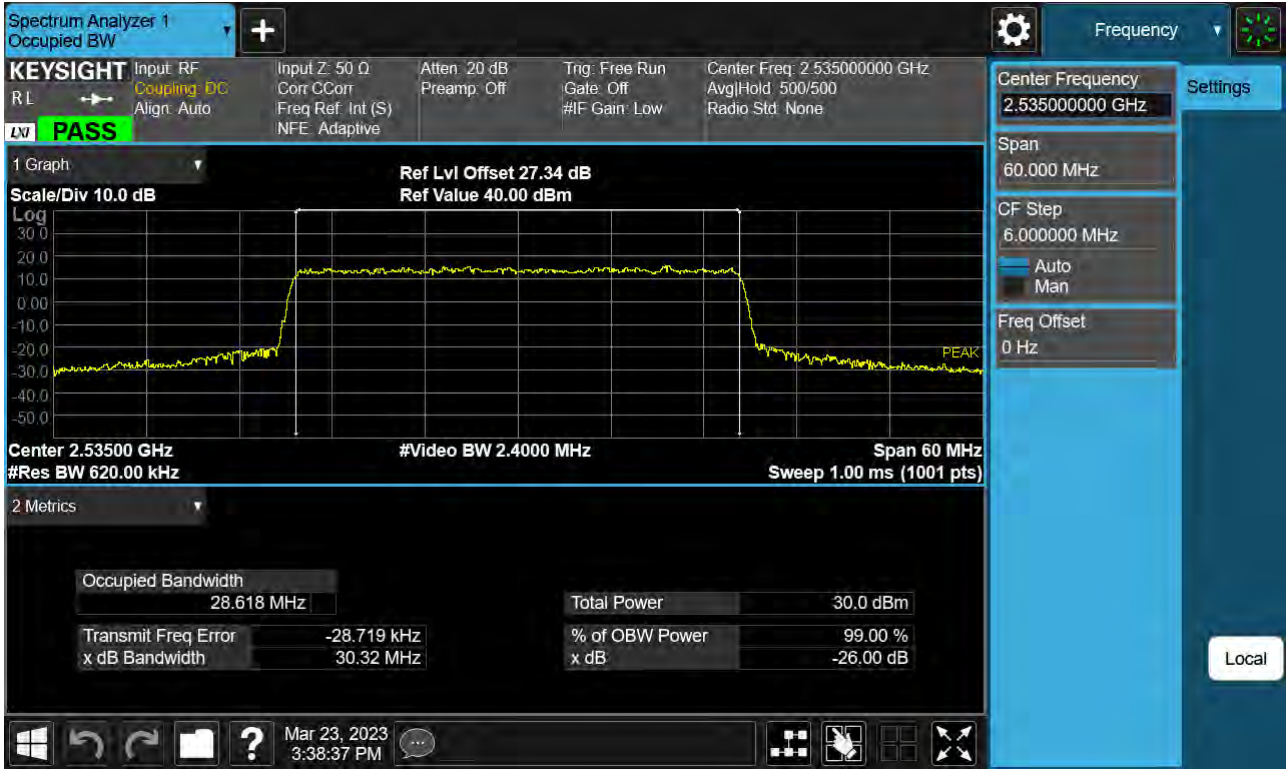 Spectrum Analyzer 1
Occupied BW
+
Frequency
KEYSIGHT
RL
LXI
PASS
Input: RF
Coupling: DC
Align: Auto
Input Z: 50 Ω
Corr CCorr
Freq Ref: Int (S)
NFE: Adaptive
Atten: 20 dB
Preamp: Off
Trig: Free Run
Gate: Off
#IF Gain: Low
Center Freq: 2.535000000 GHz
Avg|Hold: 500/500
Radio Std: None
1 Graph
Scale/Div 10.0 dB
Ref Lvl Offset 27.34 dB
Ref Value 40.00 dBm
Log
30.0
20.0
10.0
0.00
-10.0
-20.0
-30.0
-40.0
-50.0
PEAK
Center 2.53500 GHz
#Video BW 2.4000 MHz
Span 60 MHz
#Res BW 620.00 kHz
Sweep 1.00 ms (1001 pts)
2 Metrics
Occupied Bandwidth
28.618 MHz
Total Power 30.0 dBm
Transmit Freq Error -28.719 kHz
% of OBW Power 99.00 %
x dB Bandwidth 30.32 MHz
x dB -26.00 dB
Center Frequency
2.535000000 GHz
Settings
Span
60.000 MHz
CF Step
6.000000 MHz
Auto
Man
Freq Offset
0 Hz
Local
?
Mar 23, 2023
3:38:37 PM